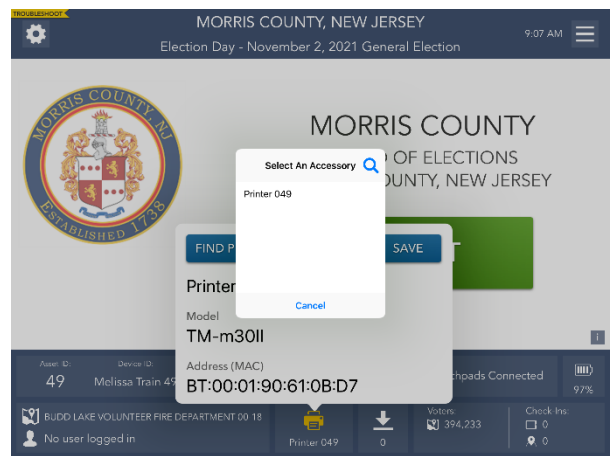 TROUBLESHOOT
MORRIS COUNTY, NEW JERSEY
Election Day - November 2, 2021 General Election
9:07 AM
MORRIS COUNTY, NJ
ESTABLISHED 1738
MORRIS COUNTY
OF ELECTIONS
OUNTY, NEW JERSEY
Select An Accessory
Printer 049
Cancel
FIND P
SAVE
T
Printer
Model
TM-m30II
Address (MAC)
BT:00:01:90:61:0B:D7
i
Asset ID:
49
Device ID:
Melissa Train 49
chpads Connected
97%
BUDD LAKE VOLUNTEER FIRE DEPARTMENT 00 18
No user logged in
Printer 049
0
Voters:
394,233
Check Ins:
0
0